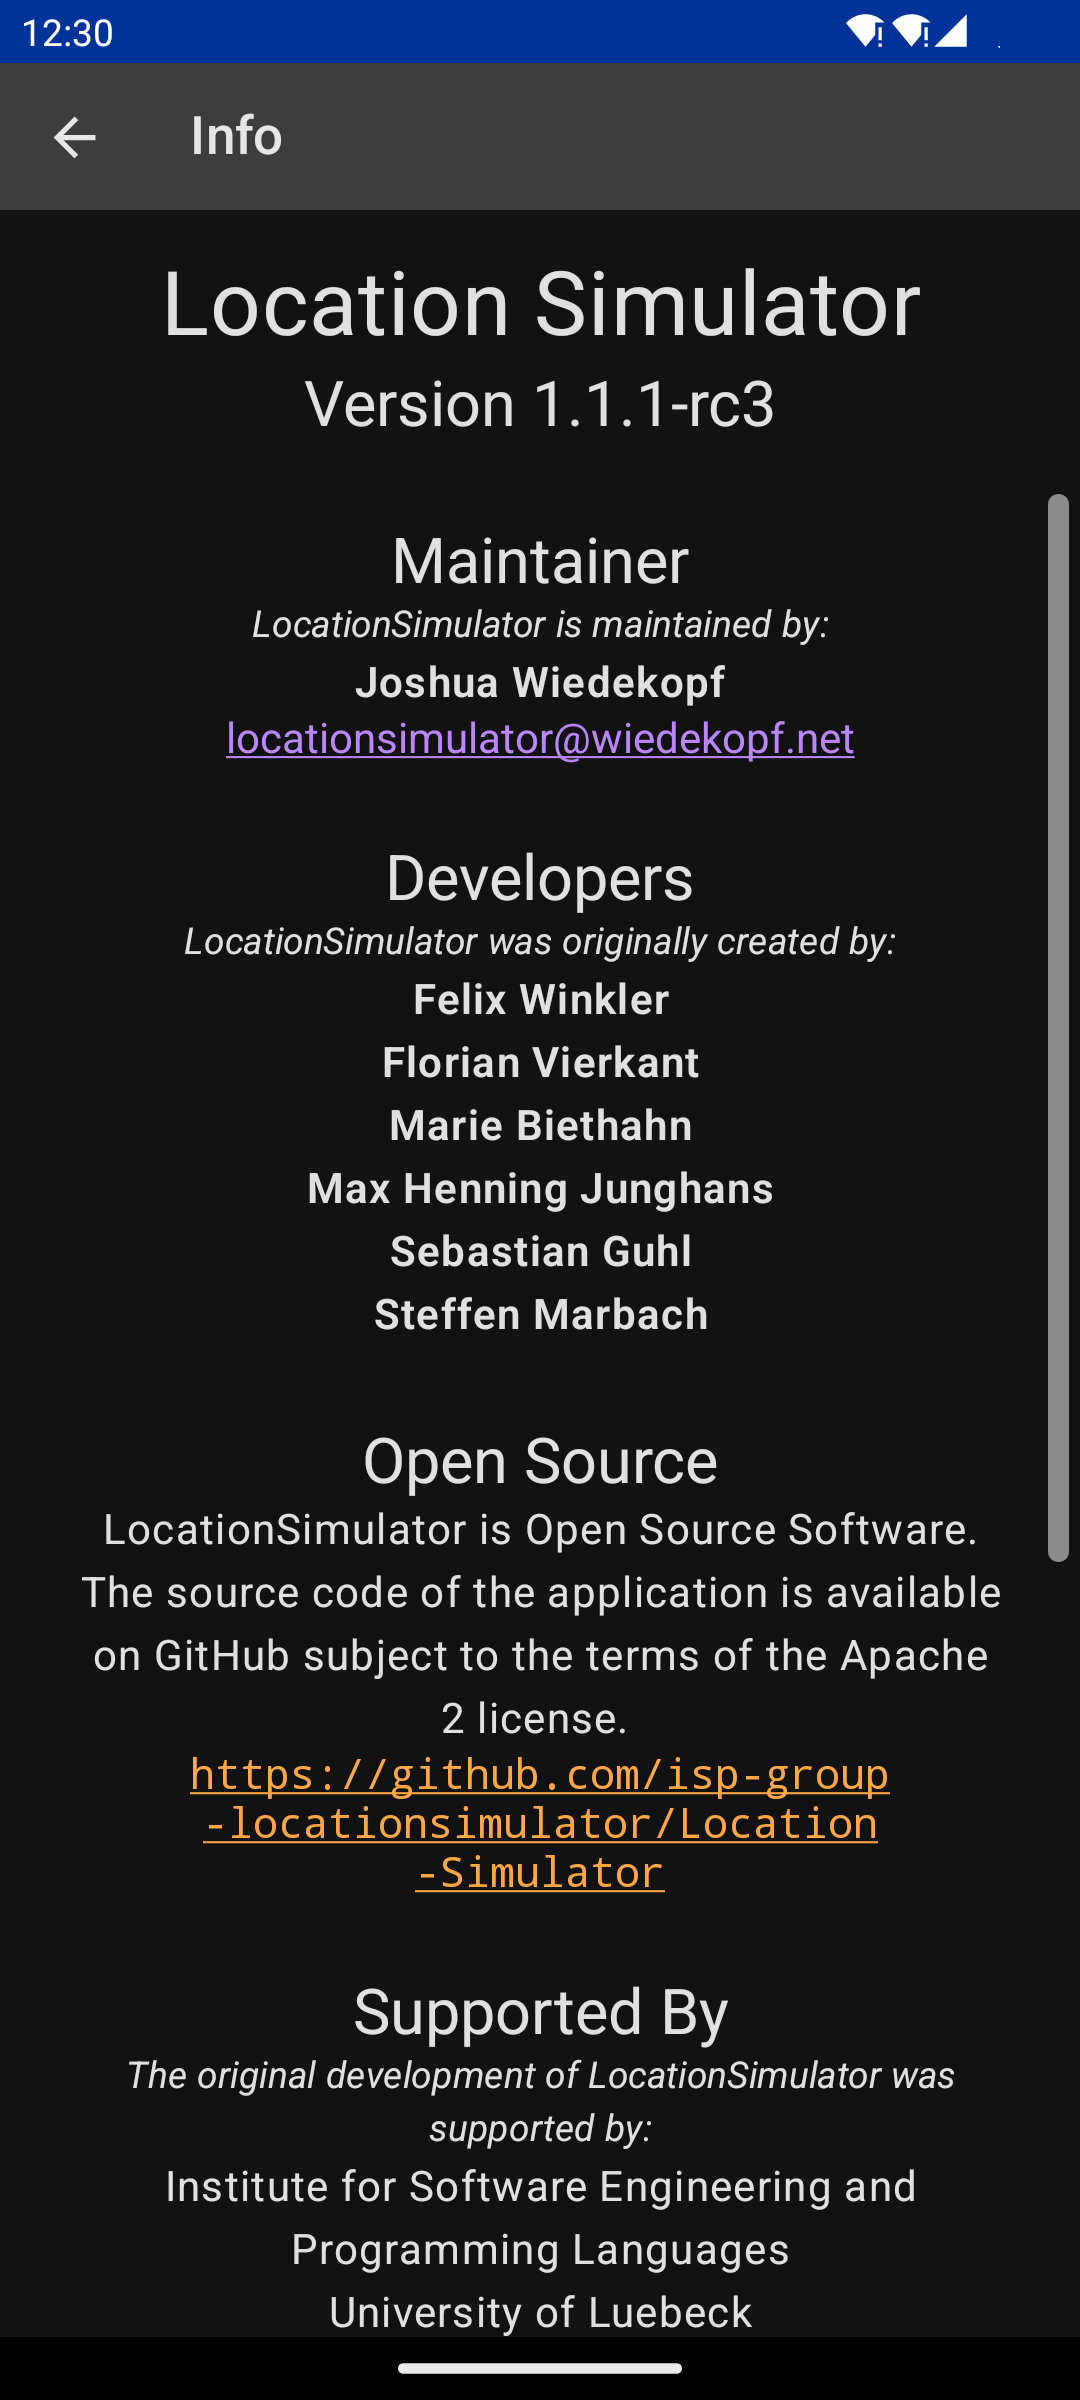 12:30
Info
Location Simulator
Version 1.1.1-rc3
Maintainer
LocationSimulator is maintained by:
Joshua Wiedekopf
locationsimulator@wiedekopf.net
Developers
LocationSimulator was originally created by:
Felix Winkler
Florian Vierkant
Marie Biethahn
Max Henning Junghans
Sebastian Guhl
Steffen Marbach
Open Source
LocationSimulator is Open Source Software.
The source code of the application is available
on GitHub subject to the terms of the Apache
2 license.
https://github.com/isp-group
-locationsimulator/Location
-Simulator
Supported By
The original development of LocationSimulator was
supported by:
Institute for Software Engineering and
Programming Languages
University of Luebeck